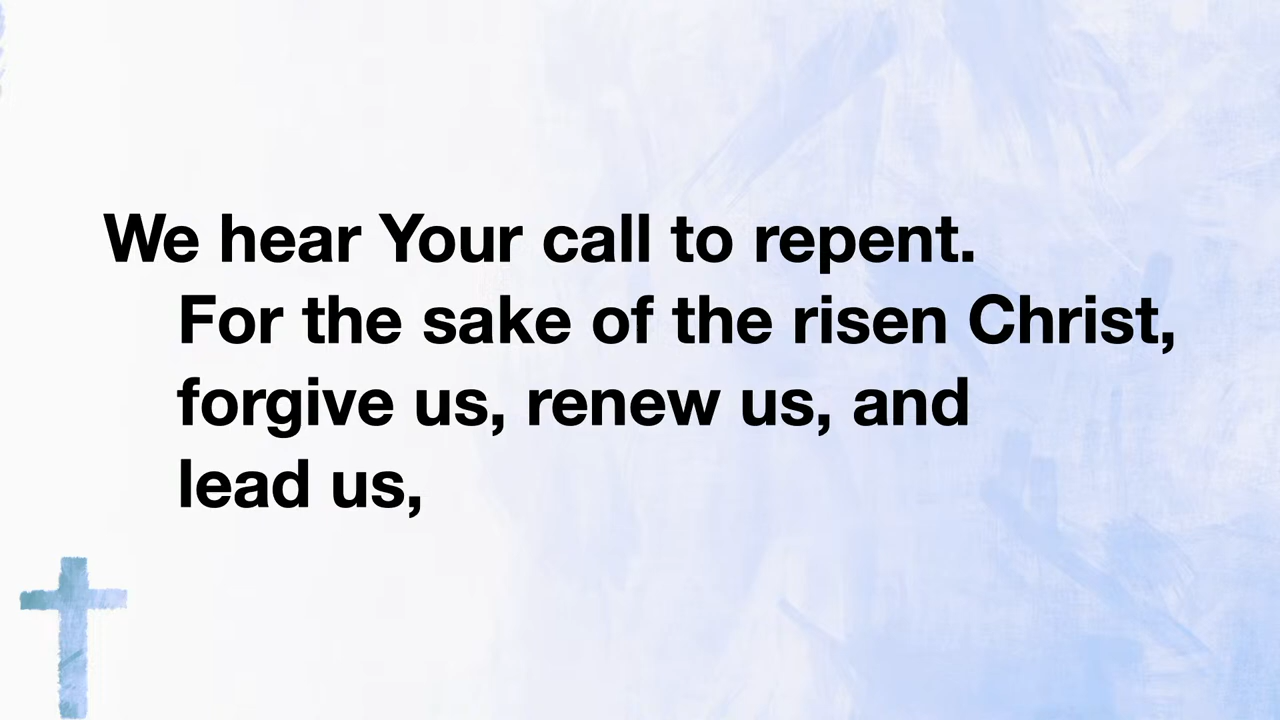 We hear Your call to repent.
For the sake of the risen Christ,
forgive us, renew us, and
lead us,